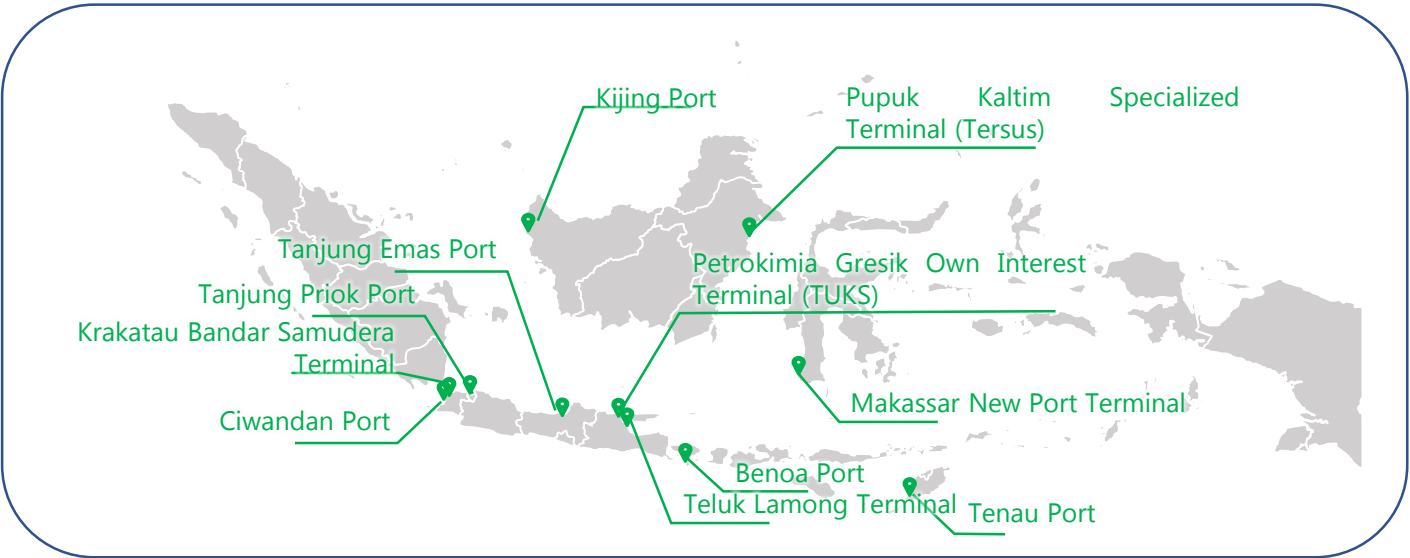 Kijing Port
Pupuk Kaltim Specialized
Terminal (Tersus)
Tanjung Emas Port
Petrokimia Gresik Own Interest
Terminal (TUKS)
Tanjung Priok Port
Krakatau Bandar Samudera
Terminal
Ciwandan Port
Makassar New Port Terminal
Benoa Port
Teluk Lamong Terminal
Tenau Port